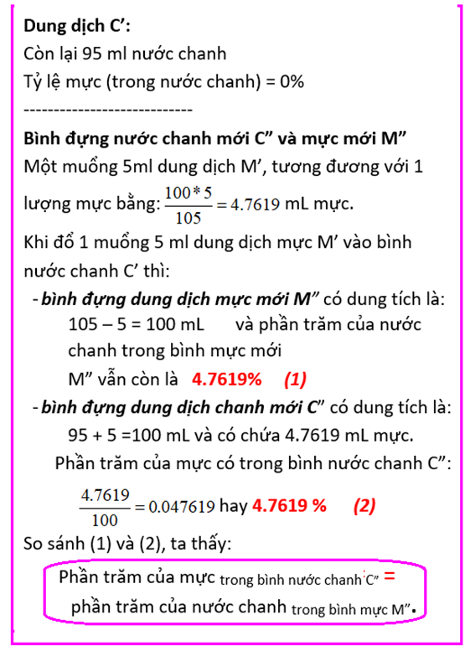 Dung dịch C’:
Còn lại 95 ml nước chanh
Tỷ lệ mực (trong nước chanh) = 0%
----------------------------
Bình đựng nước chanh mới C” và mực mới M”
Một muổng 5ml dung dịch M’, tương đương với 1
lượng mực bằng: 100*5/105 = 4.7619 mL mực.
Khi đổ 1 muổng 5 ml dung dịch mực M’ vào bình
nước chanh C’ thì:
- bình đựng dung dịch mực mới M” có dung tích là:
105 – 5 = 100 mL và phần trăm của nước
chanh trong bình mực mới
M” vẫn còn là 4.7619% (1)
- bình đựng dung dịch chanh mới C” có dung tích là:
95 + 5 =100 mL và có chứa 4.7619 mL mực.
Phần trăm của mực có trong bình nước chanh C”:
4.7619/100 = 0.047619 hay 4.7619 % (2)
So sánh (1) và (2), ta thấy:
Phần trăm của mực trong bình nước chanh C” =
phần trăm của nước chanh trong bình mực M”.